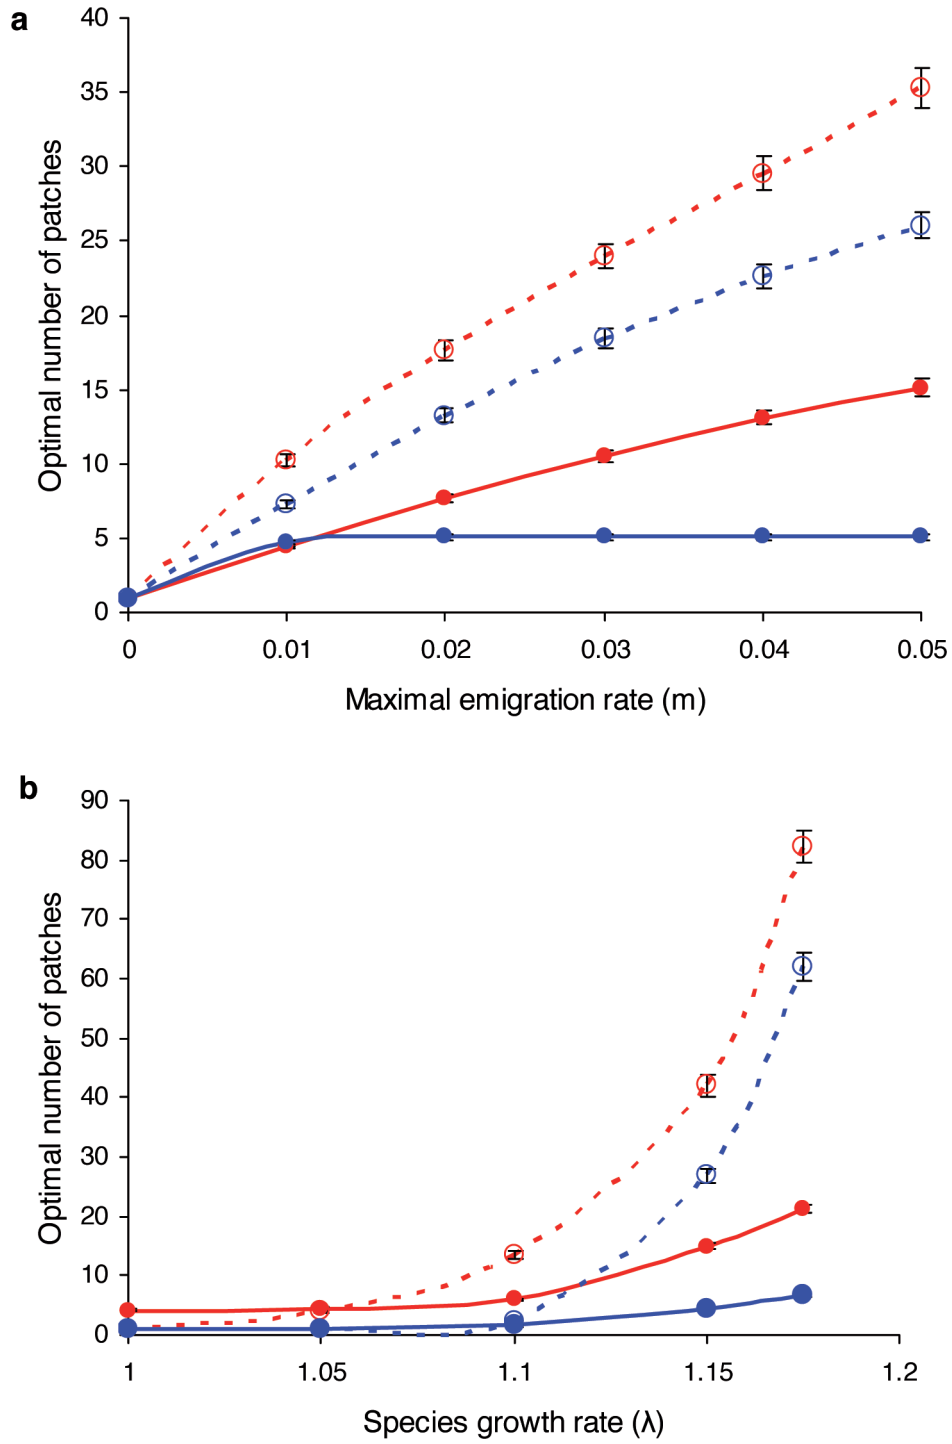 a
40
35
30
25
20
15
10
5
0
Optimal number of patches
0 0.01 0.02 0.03 0.04 0.05
Maximal emigration rate (m)
b
90
80
70
60
50
40
30
20
10
0
Optimal number of patches
1 1.05 1.1 1.15 1.2
Species growth rate (λ)